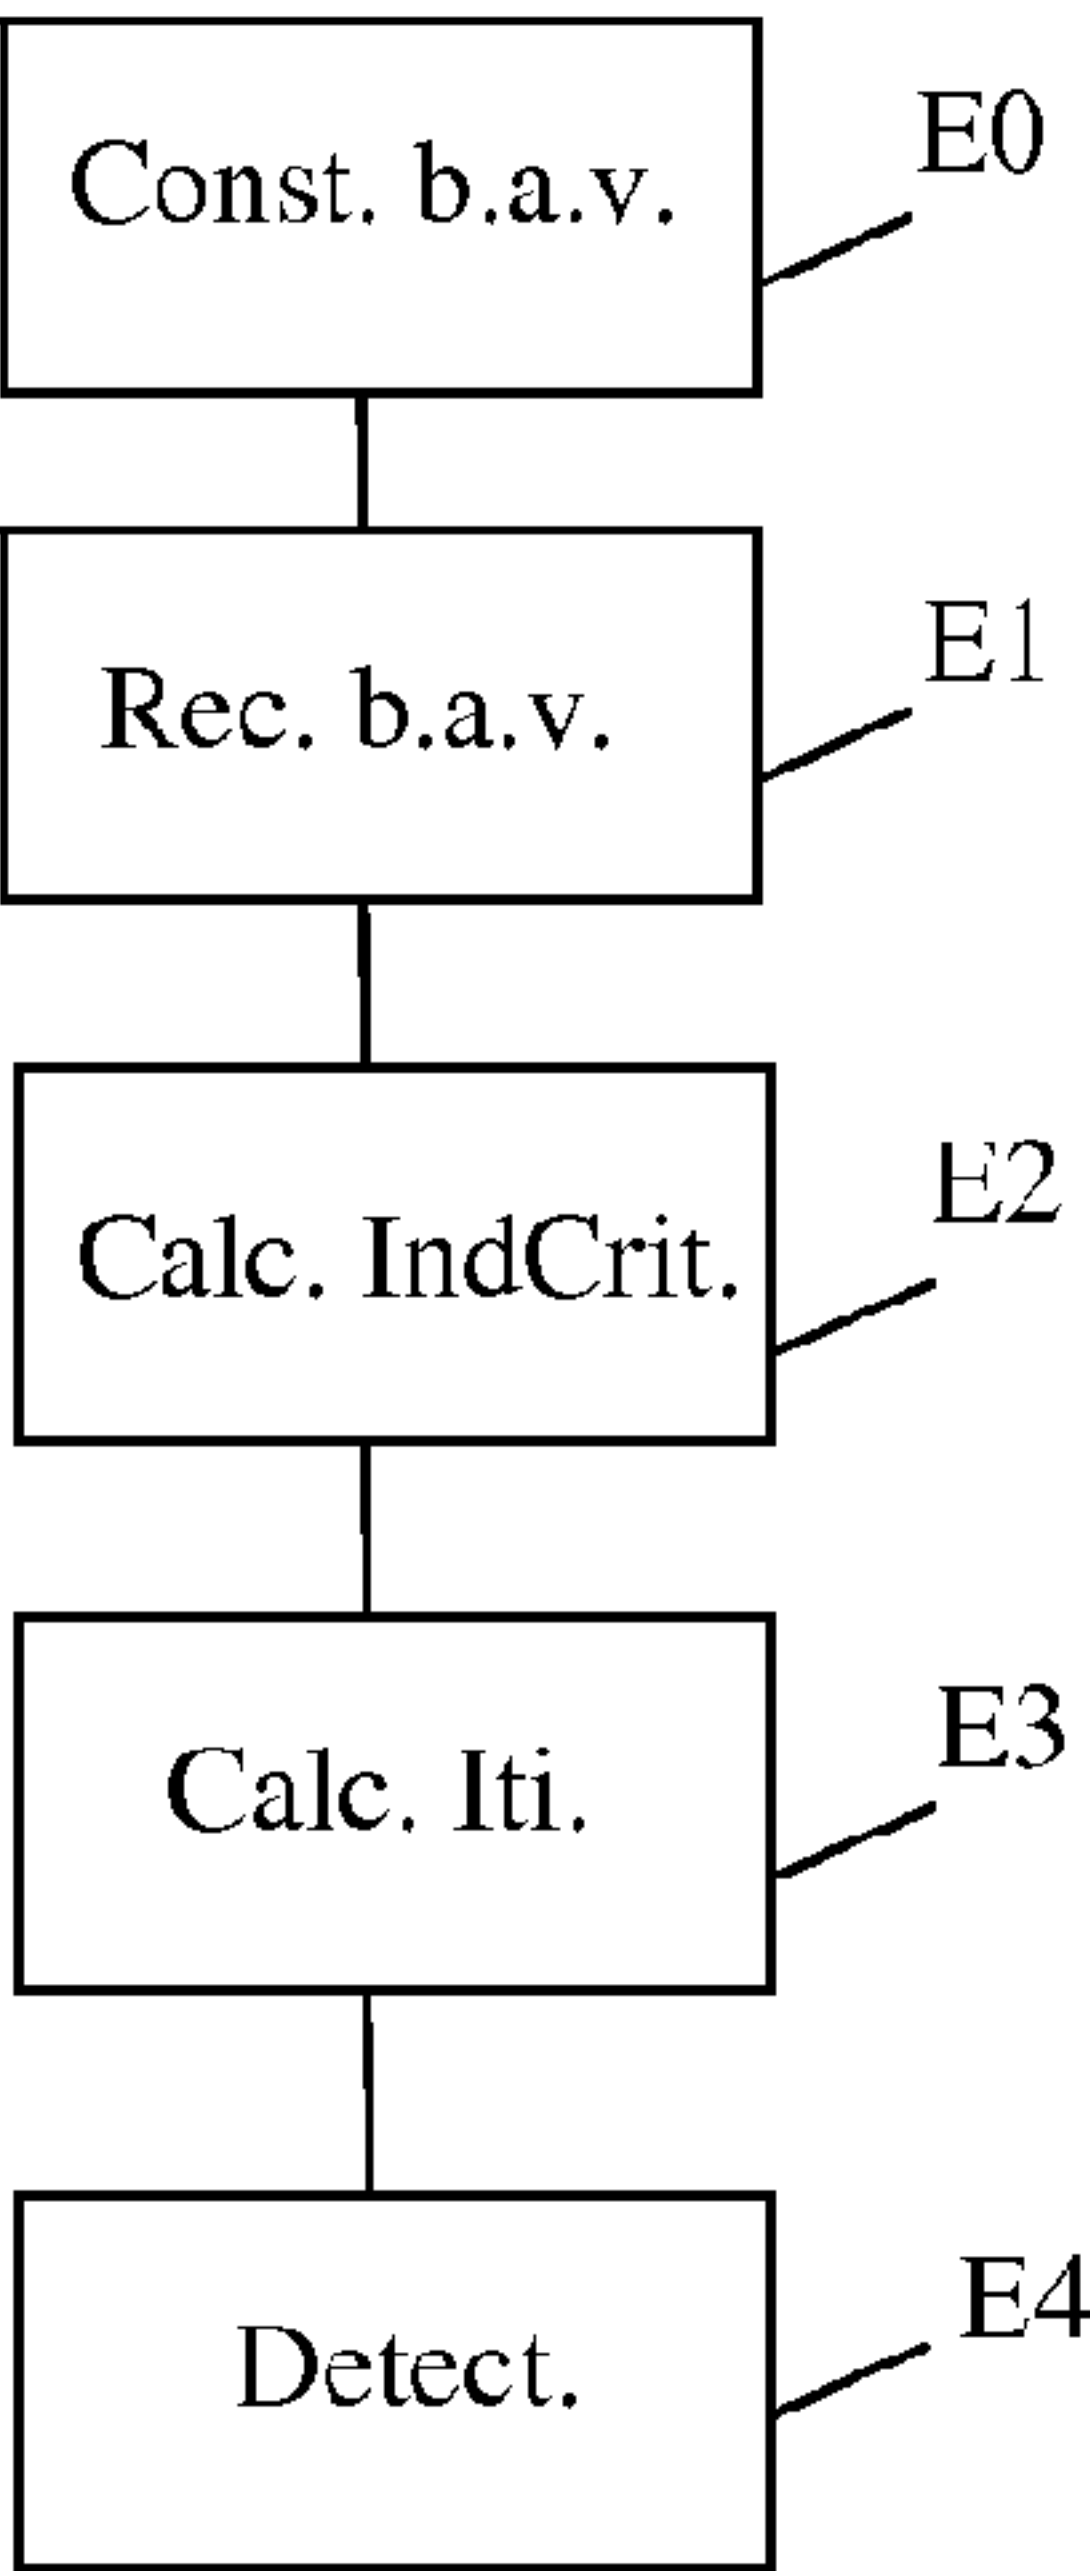 E0
Const. b.a.v.
E1
Rec. b.a.v.
E2
Calc. IndCrit.
E3
Calc. Iti.
E4
Detect.